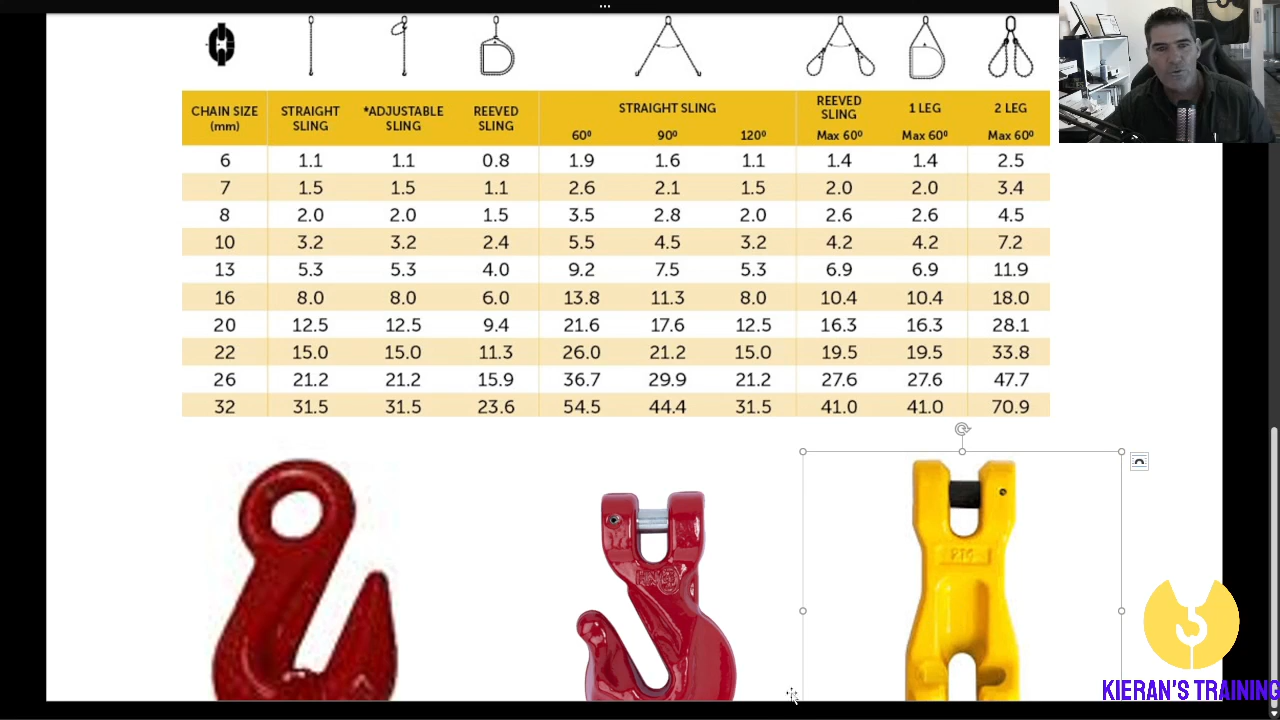 CHAIN SIZE (mm) STRAIGHT SLING *ADJUSTABLE SLING REEVED SLING STRAIGHT SLING 60⁰ 90⁰ 120⁰ REEVED SLING Max 60⁰ 1 LEG Max 60⁰ 2 LEG Max 60⁰
6 1.1 1.1 0.8 1.9 1.6 1.1 1.4 1.4 2.5
7 1.5 1.5 1.1 2.6 2.1 1.5 2.0 2.0 3.4
8 2.0 2.0 1.5 3.5 2.8 2.0 2.6 2.6 4.5
10 3.2 3.2 2.4 5.5 4.5 3.2 4.2 4.2 7.2
13 5.3 5.3 4.0 9.2 7.5 5.3 6.9 6.9 11.9
16 8.0 8.0 6.0 13.8 11.3 8.0 10.4 10.4 18.0
20 12.5 12.5 9.4 21.6 17.6 12.5 16.3 16.3 28.1
22 15.0 15.0 11.3 26.0 21.2 15.0 19.5 19.5 33.8
26 21.2 21.2 15.9 36.7 29.9 21.2 27.6 27.6 47.7
32 31.5 31.5 23.6 54.5 44.4 31.5 41.0 41.0 70.9
KIERAN'S TRAINING